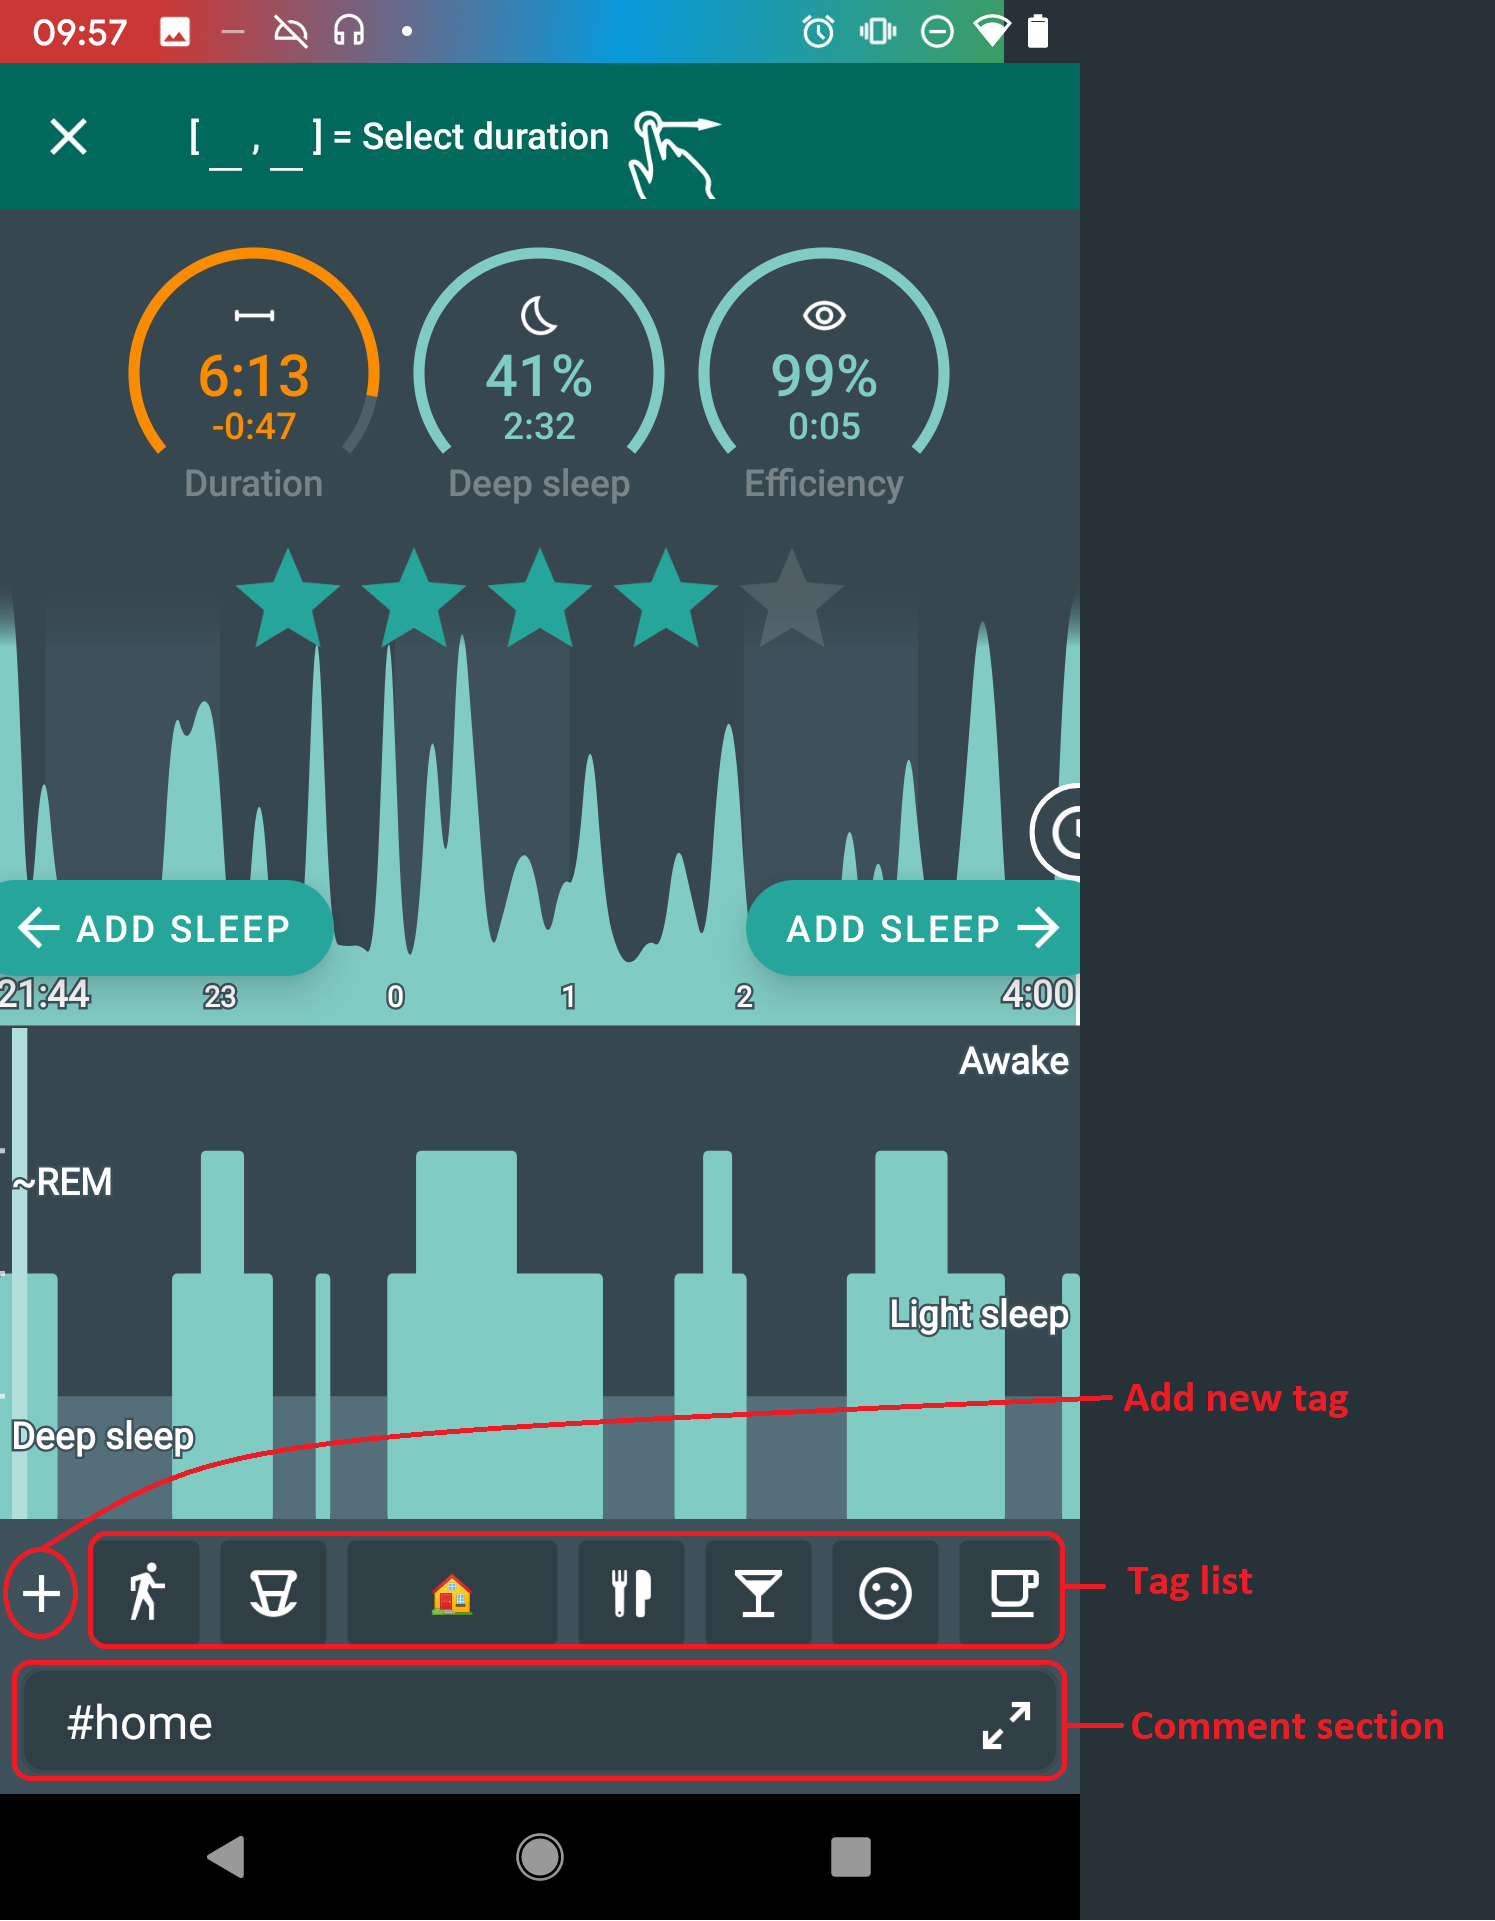 09:57
[ _ , _ ] = Select duration
6:13
-0:47
Duration
41%
2:32
Deep sleep
99%
0:05
Efficiency
ADD SLEEP
ADD SLEEP
21:44 23 0 1 2 4:00
Awake
~REM
Light sleep
Add new tag
Deep sleep
Tag list
#home
Comment section